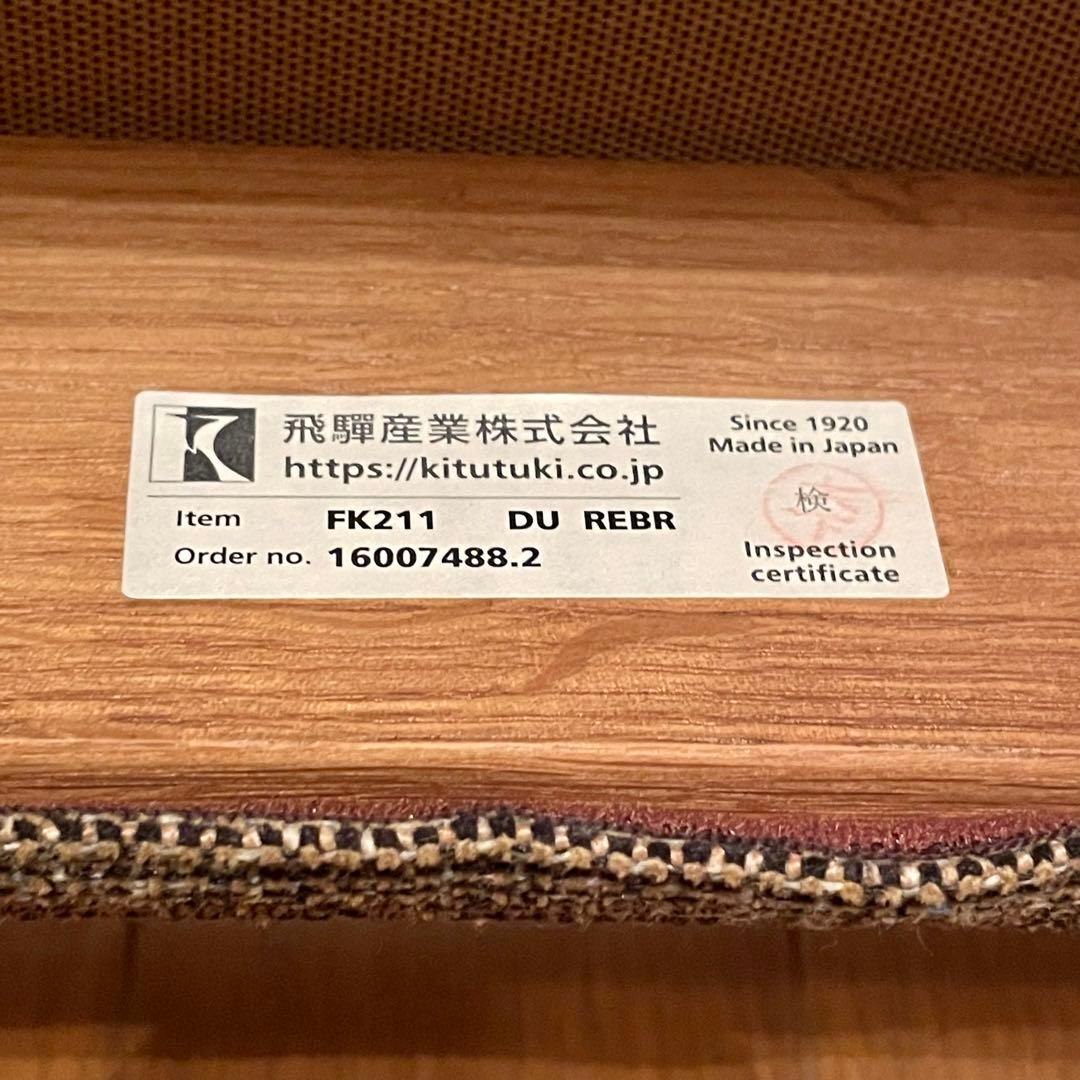 飛驒産業株式会社
https://kitutuki.co.jp
Item FK211 DU REBR
Order no. 16007488.2
Since 1920
Made in Japan
検
Inspection
certificate